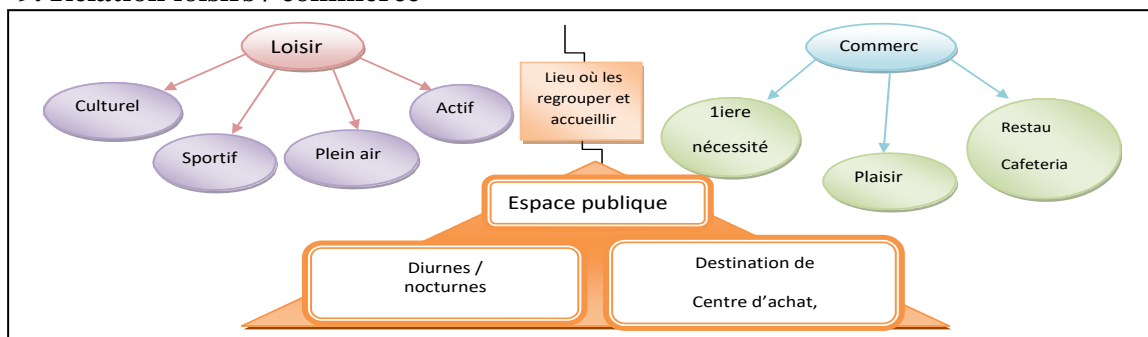 Loisir
Culturel
Sportif
Plein air
Actif
Lieu où les
regrouper et
accueillir
Commerc
1iere
nécessité
Plaisir
Restau
Cafeteria
Espace publique
Diurnes /
nocturnes
Destination de
Centre d’achat,